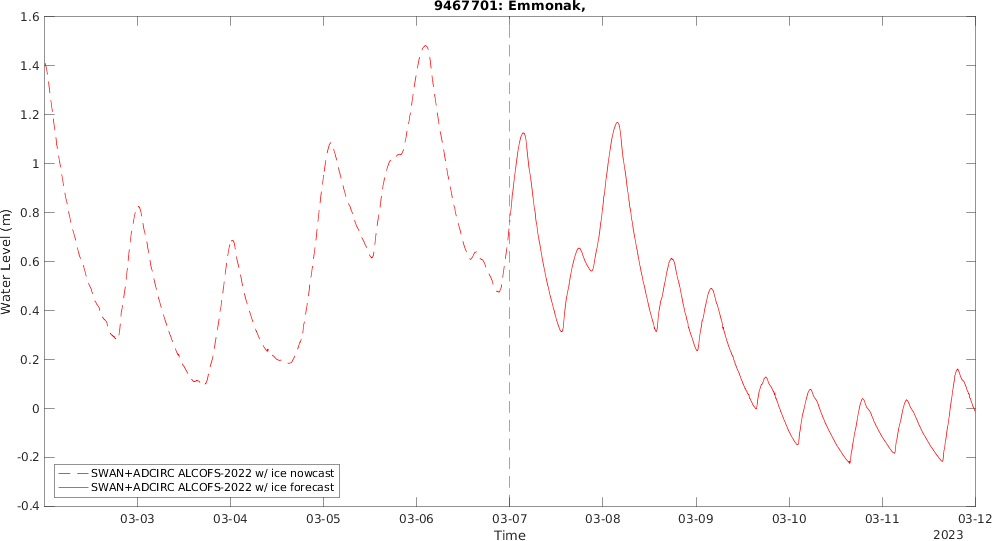 9467701: Emmonak,
1.6
1.4
1.2
1
0.8
0.6
0.4
0.2
0
-0.2
-0.4
Water Level (m)
SWAN+ADCIRC ALCOFS-2022 w/ ice nowcast
SWAN+ADCIRC ALCOFS-2022 w/ ice forecast
03-03 03-04 03-05 03-06 03-07 03-08 03-09 03-10 03-11 03-12
Time
2023